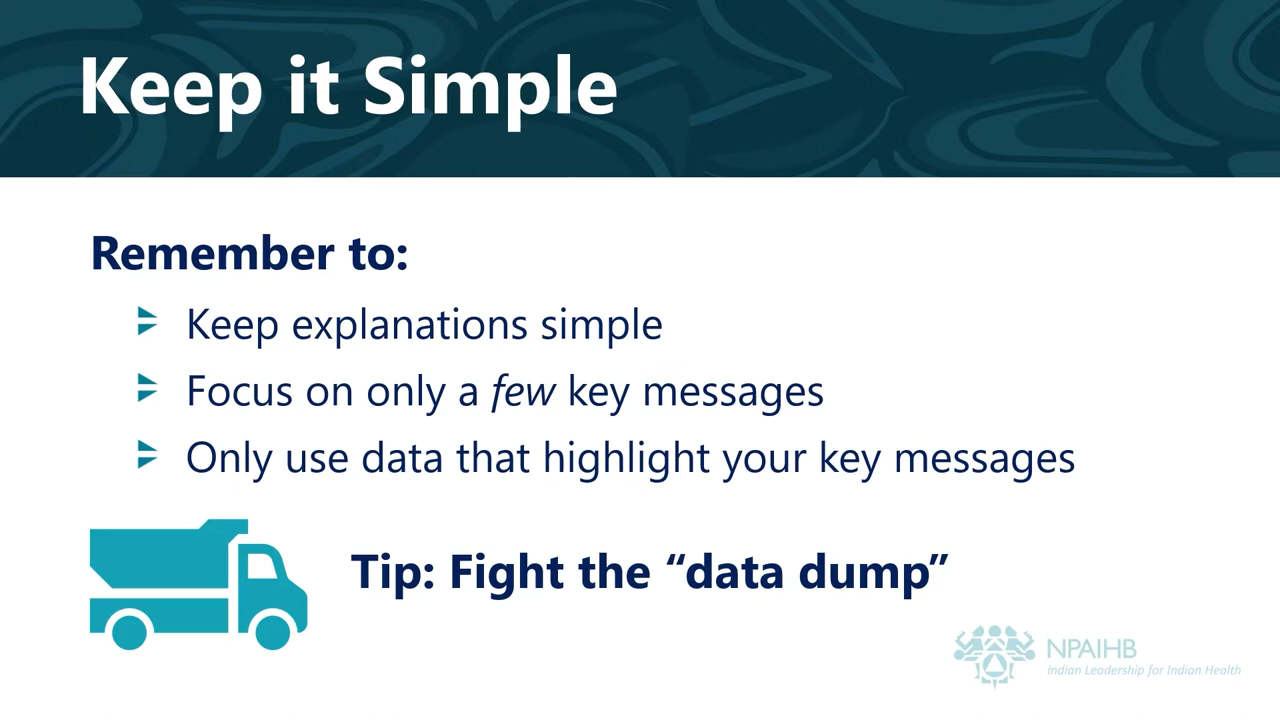 Keep it Simple
Remember to:
Keep explanations simple
Focus on only a few key messages
Only use data that highlight your key messages
Tip: Fight the “data dump”
NPAIHB
Indian Leadership for Indian Health